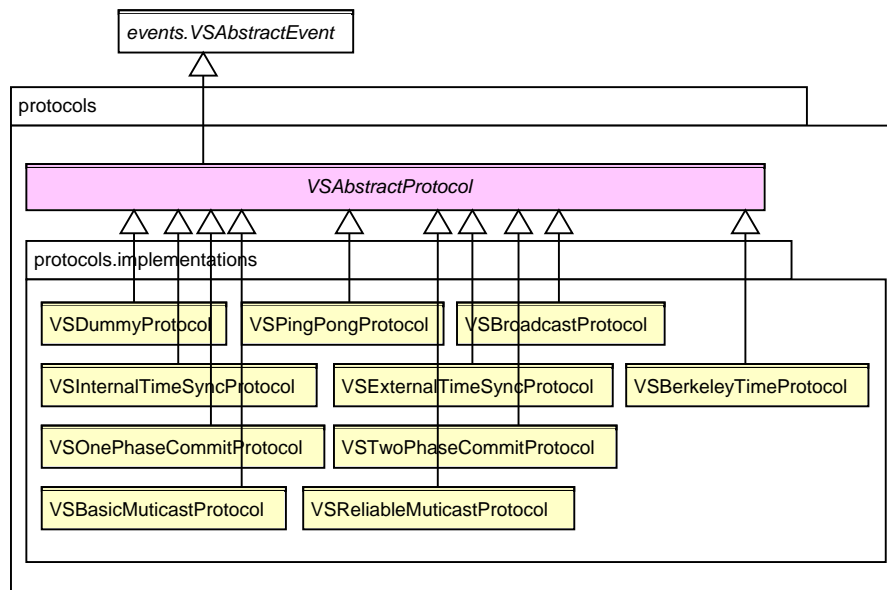 events.VSAbstractEvent
protocols
VSAbstractProtocol
protocols.implementations
VSDummyProtocol
VSPingPongProtocol
VSBroadcastProtocol
VSInternalTimeSyncProtocol
VSExternalTimeSyncProtocol
VSBerkeleyTimeProtocol
VSOnePhaseCommitProtocol
VSTwoPhaseCommitProtocol
VSBasicMuticastProtocol
VSReliableMuticastProtocol